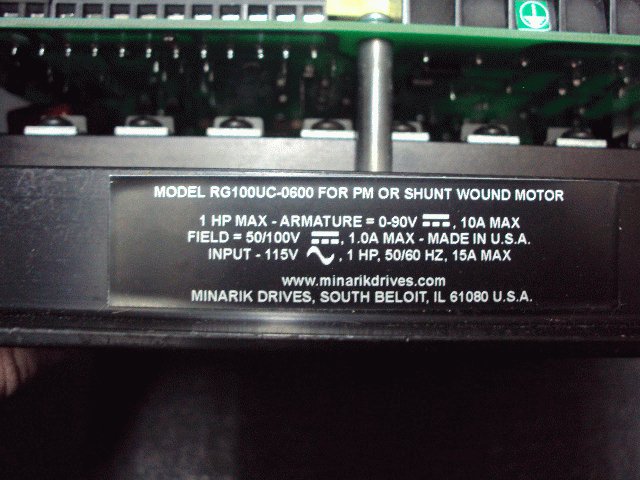 MODEL RG100UC-0600 FOR PM OR SHUNT WOUND MOTOR
1 HP MAX - ARMATURE = 0-90V ⎓, 10A MAX
FIELD = 50/100V ⎓, 1.0A MAX - MADE IN U.S.A.
INPUT - 115V ∿, 1 HP, 50/60 HZ, 15A MAX
www.minarikdrives.com
MINARIK DRIVES, SOUTH BELOIT, IL 61080 U.S.A.